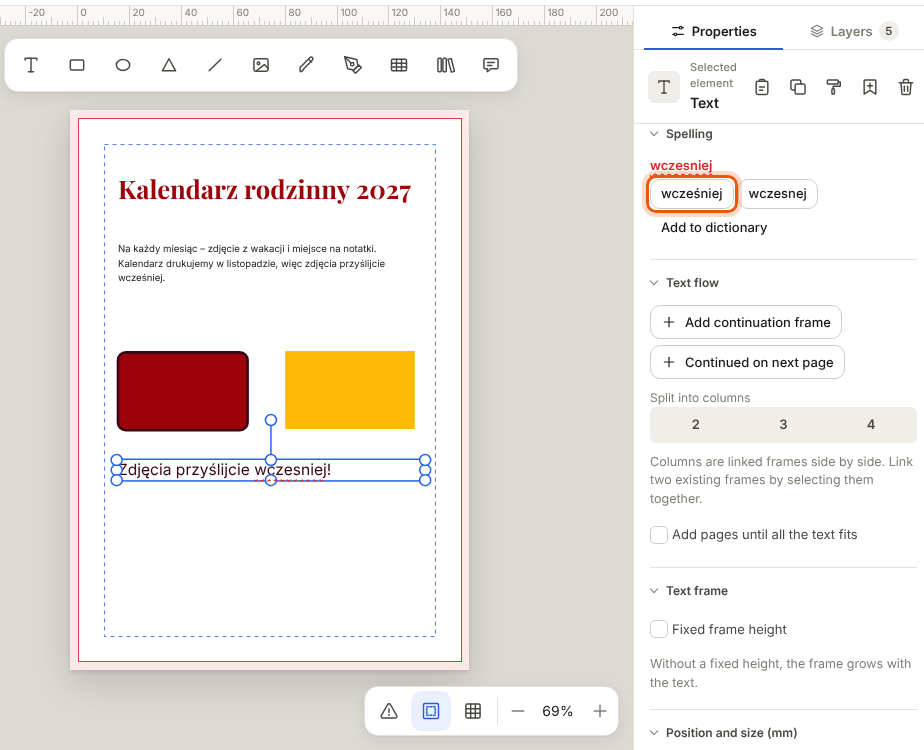 -20 0 20 40 60 80 100 120 140 160 180 200
Properties
Layers 5
Selected
element
Text
Spelling
wczesniej
wcześniej wczesnej
Add to dictionary
Text flow
Add continuation frame
Continued on next page
Split into columns
2 3 4
Columns are linked frames side by side. Link
two existing frames by selecting them
together.
Add pages until all the text fits
Text frame
Fixed frame height
Without a fixed height, the frame grows with
the text.
Position and size (mm)
Kalendarz rodzinny 2027
Na każdy miesiąc – zdjęcie z wakacji i miejsce na notatki.
Kalendarz drukujemy w listopadzie, więc zdjęcia przyślijcie
wcześniej.
Zdjęcia przyślijcie wczesniej!
69%